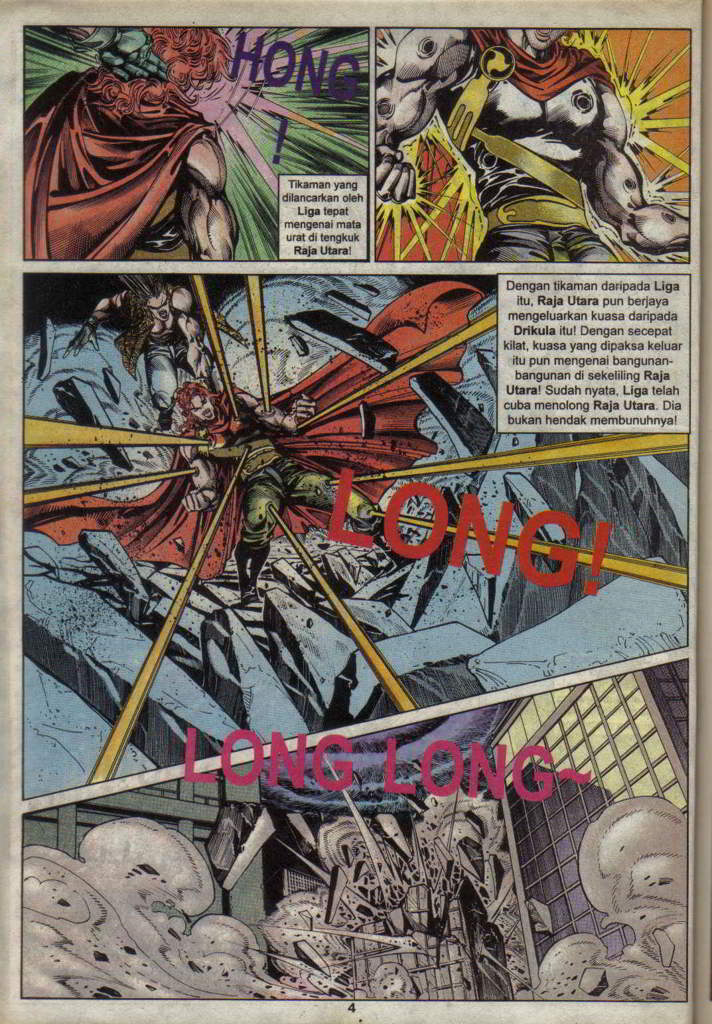 HONG
!
Tikaman yang
dilancarkan oleh
Liga tepat
mengenai mata
urat di tengkuk
Raja Utara!
Dengan tikaman daripada Liga
itu, Raja Utara pun berjaya
mengeluarkan kuasa daripada
Drikula itu! Dengan secepat
kilat, kuasa yang dipaksa keluar
itu pun mengenai bangunan-
bangunan di sekeliling Raja
Utara! Sudah nyata, Liga telah
cuba menolong Raja Utara. Dia
bukan hendak membunuhnya!
LONG!
LONG LONG~
4